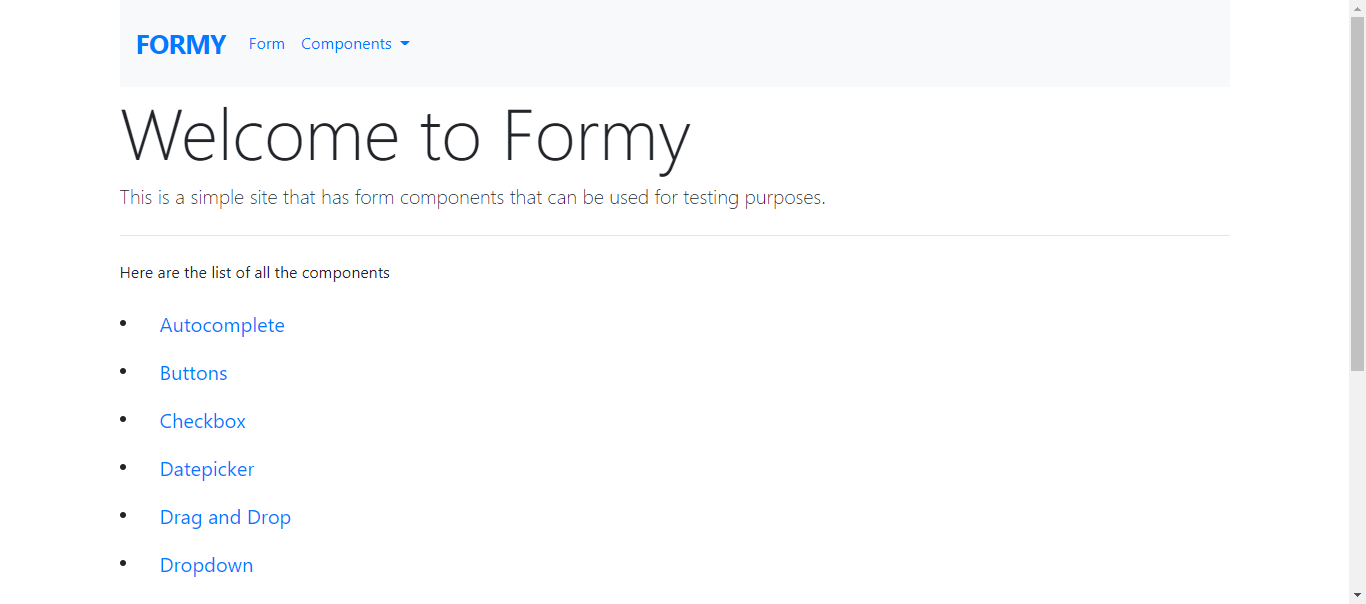 FORMY Form Components
Welcome to Formy
This is a simple site that has form components that can be used for testing purposes.
Here are the list of all the components
• Autocomplete
• Buttons
• Checkbox
• Datepicker
• Drag and Drop
• Dropdown